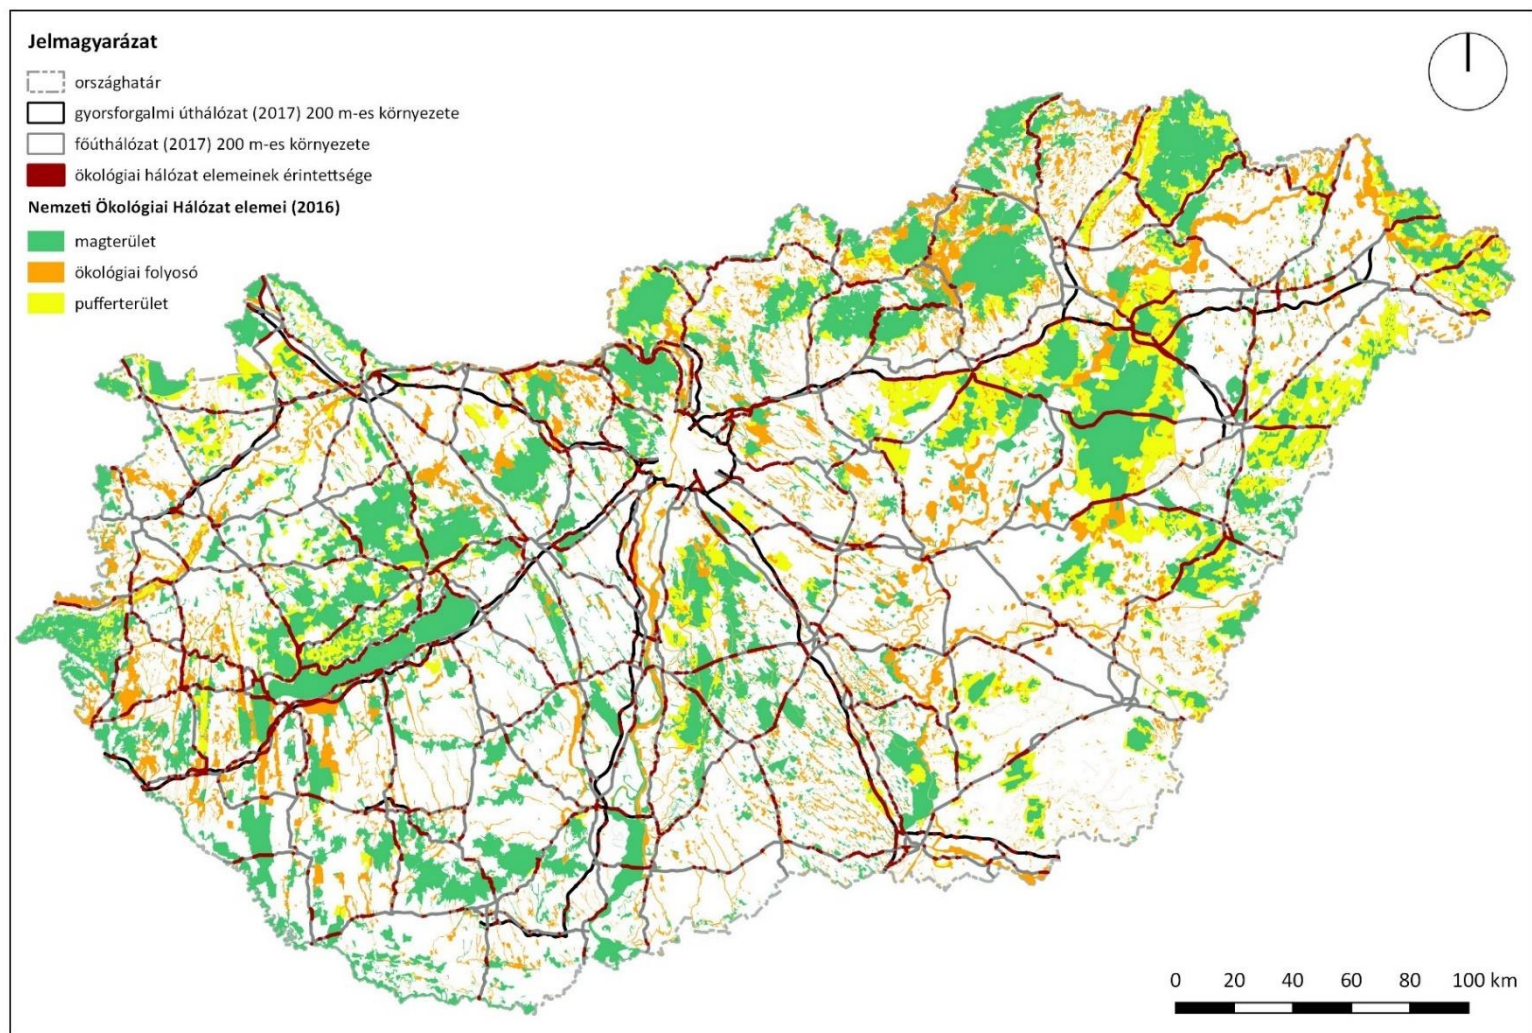 Jelmagyarázat
országhatár
gyorsforgalmi úthálózat (2017) 200 m-es környezete
főúthálózat (2017) 200 m-es környezete
ökológiai hálózat elemeinek érintettsége
Nemzeti Ökológiai Hálózat elemei (2016)
magterület
ökológiai folyosó
pufferterület
0 20 40 60 80 100 km